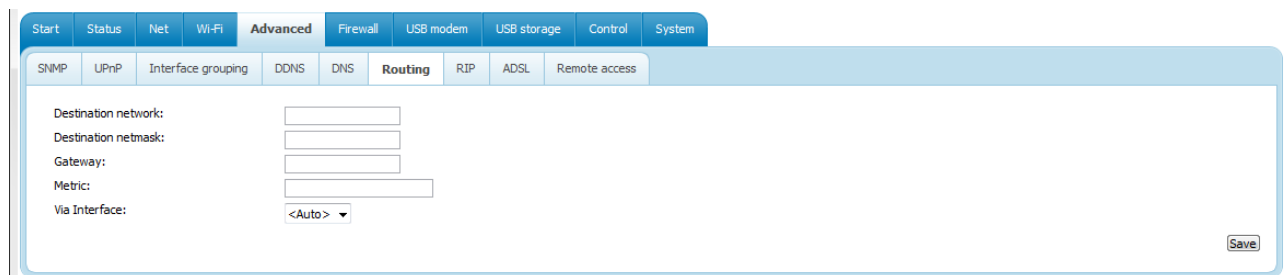 Start Status Net Wi-Fi Advanced Firewall USB modem USB storage Control System
SNMP UPnP Interface grouping DDNS DNS Routing RIP ADSL Remote access
Destination network:
Destination netmask:
Gateway:
Metric:
Via Interface: <Auto>
Save